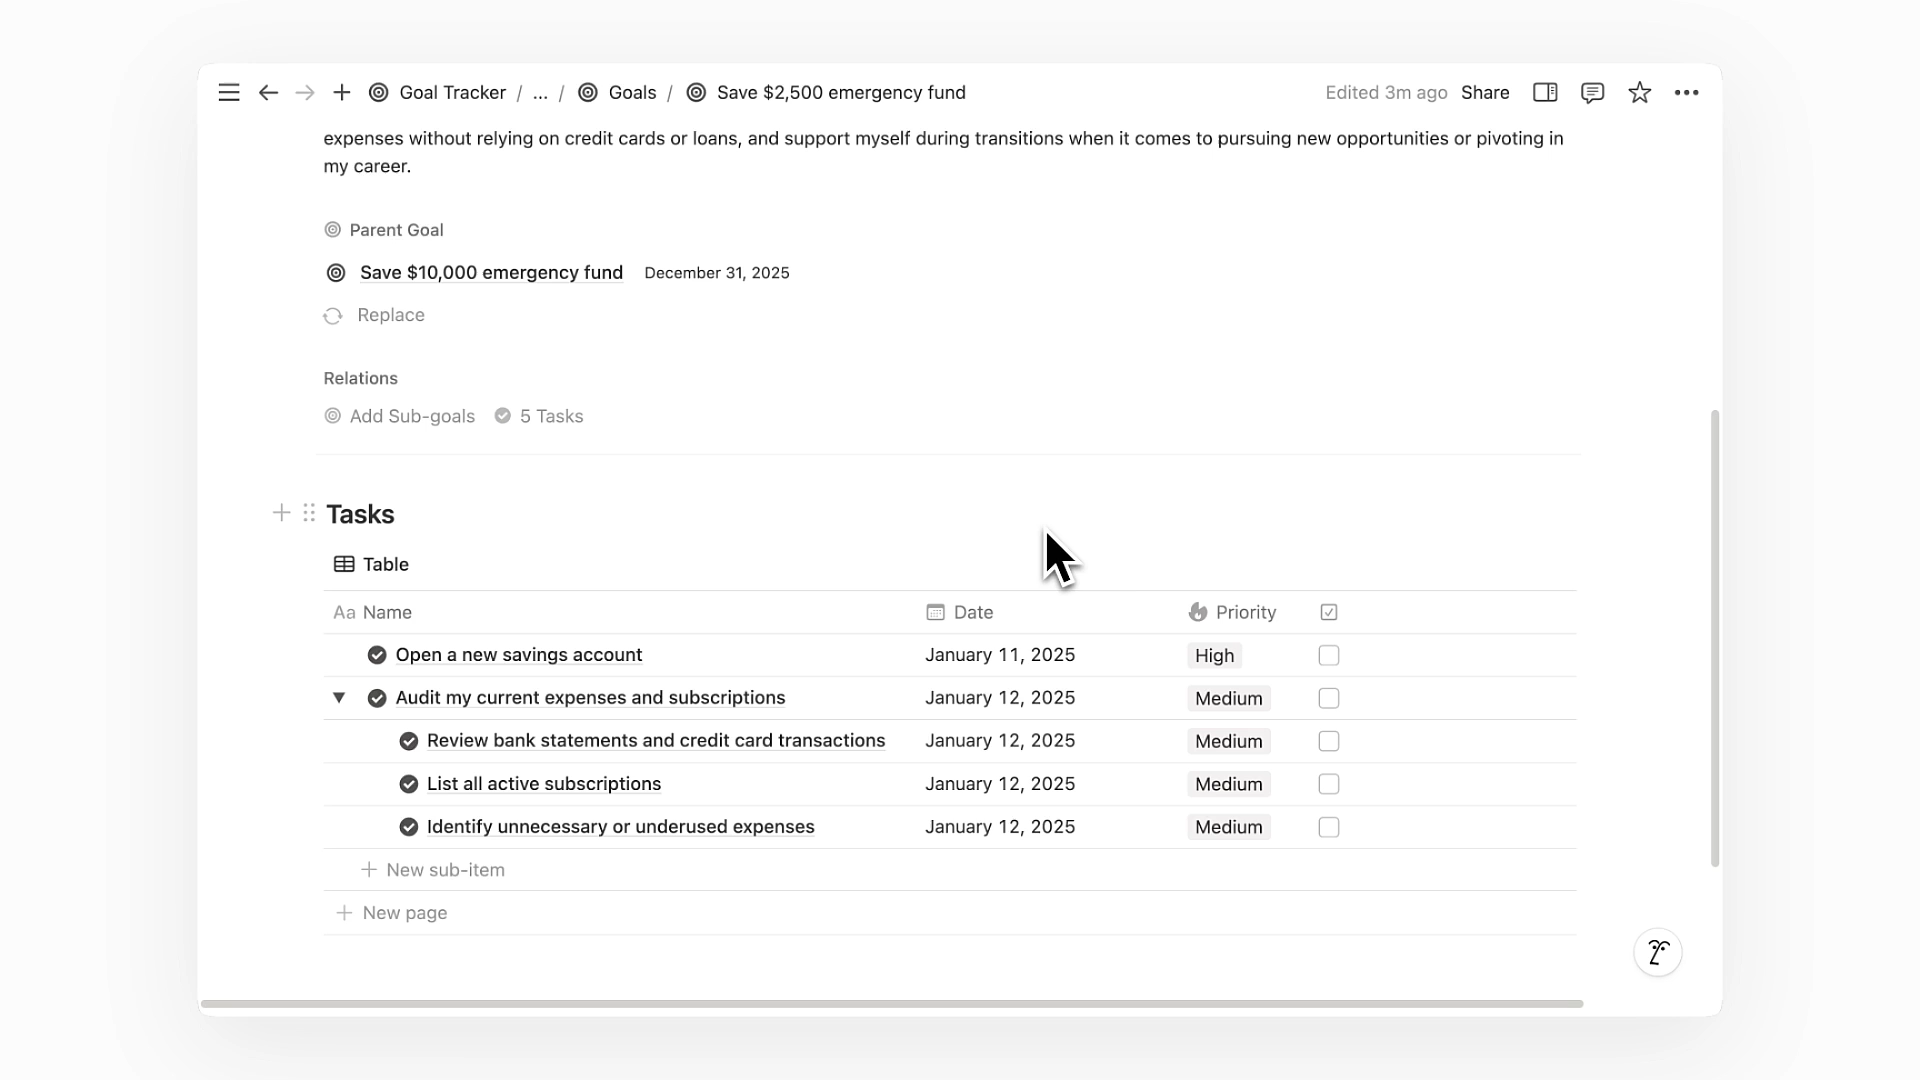 Goal Tracker / ... / Goals / Save $2,500 emergency fund Edited 3m ago Share
expenses without relying on credit cards or loans, and support myself during transitions when it comes to pursuing new opportunities or pivoting in
my career.
Parent Goal
Save $10,000 emergency fund December 31, 2025
Replace
Relations
Add Sub-goals 5 Tasks
Tasks
Table
Aa Name Date Priority
Open a new savings account January 11, 2025 High
Audit my current expenses and subscriptions January 12, 2025 Medium
Review bank statements and credit card transactions January 12, 2025 Medium
List all active subscriptions January 12, 2025 Medium
Identify unnecessary or underused expenses January 12, 2025 Medium
New sub-item
New page